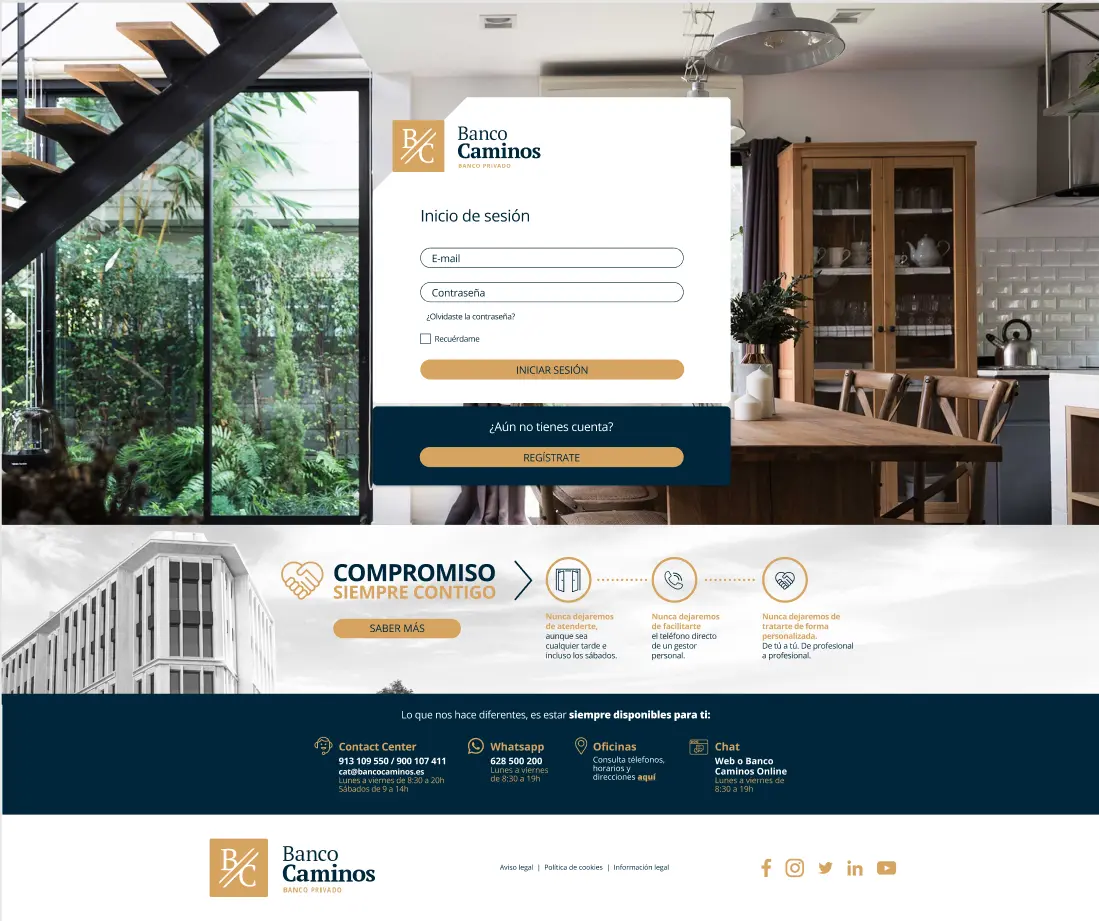 B/C
Banco
Caminos
BANCO PRIVADO
Inicio de sesión
E-mail
Contraseña
¿Olvidaste la contraseña?
Recuérdame
INICIAR SESIÓN
¿Aún no tienes cuenta?
REGÍSTRATE
COMPROMISO
SIEMPRE CONTIGO
SABER MÁS
Nunca dejaremos
de atenderte,
aunque sea
cualquier tarde e
incluso los sábados.
Nunca dejaremos
de facilitarte
el teléfono directo
de un gestor
personal.
Nunca dejaremos de
tratarte de forma
personalizada.
De tú a tú. De profesional
a profesional.
Lo que nos hace diferentes, es estar siempre disponibles para ti:
Contact Center
913 109 550 / 900 107 411
cat@bancocaminos.es
Lunes a viernes de 8:30 a 20h
Sábados de 9 a 14h
Whatsapp
628 500 200
Lunes a viernes
de 8:30 a 19h
Oficinas
Consulta télefonos,
horarios y
direcciones aquí
Chat
Web o Banco
Caminos Online
Lunes a viernes de
8:30 a 19h
B/C
Banco
Caminos
BANCO PRIVADO
Aviso legal | Política de cookies | Información legal